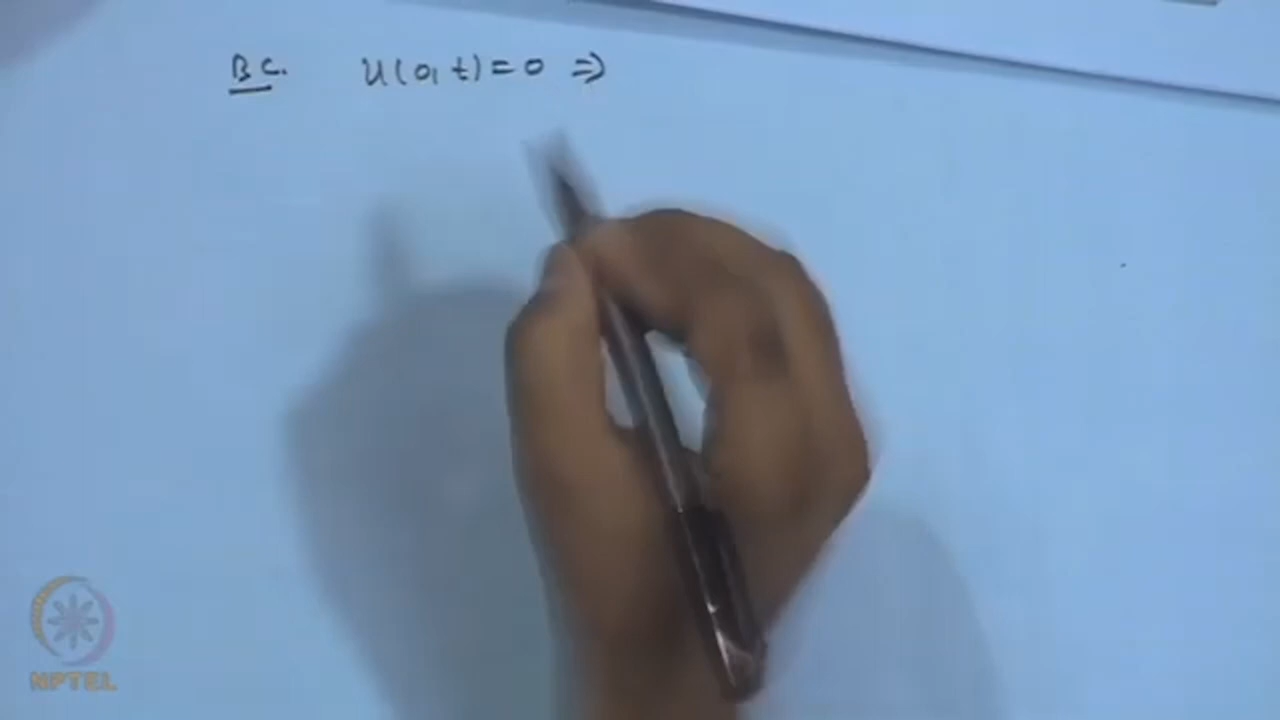 B.C. u(0, t) = 0 ⇒
NPTEL